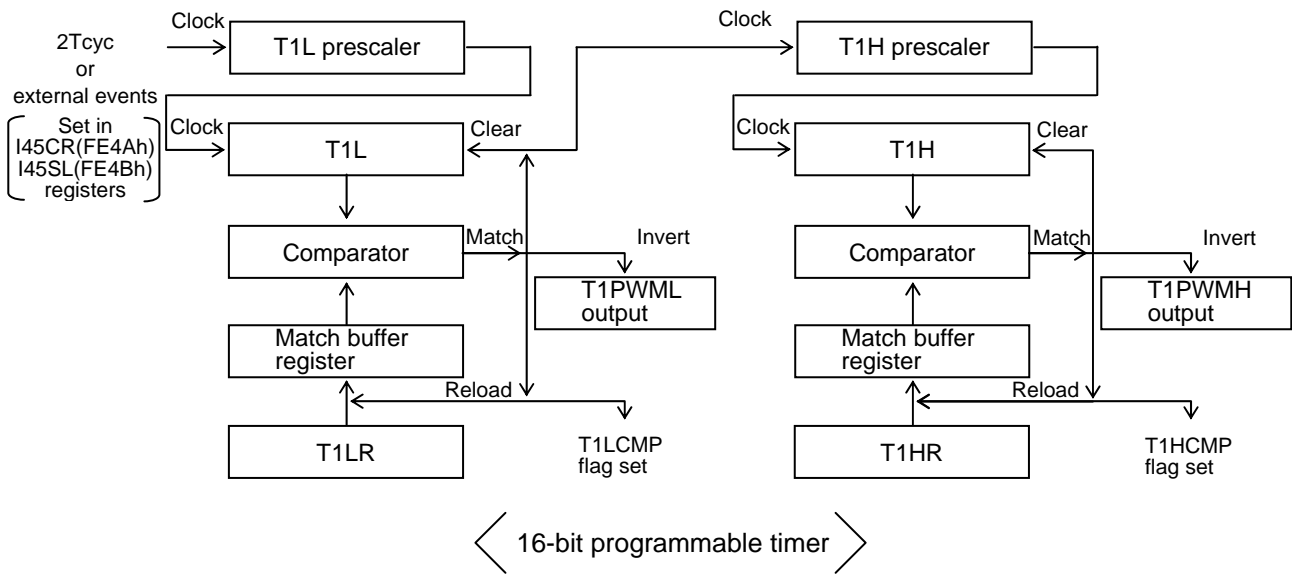 Clock
Clock
2Tcyc
or
external events
Set in
I45CR(FE4Ah)
I45SL(FE4Bh)
registers
T1L prescaler
T1H prescaler
Clock
T1L
Clear
Clock
T1H
Clear
Comparator
Match
Invert
Comparator
Match
Invert
T1PWML
output
T1PWMH
output
Match buffer
register
Match buffer
register
Reload
Reload
T1LR
T1LCMP
flag set
T1HR
T1HCMP
flag set
16-bit programmable timer